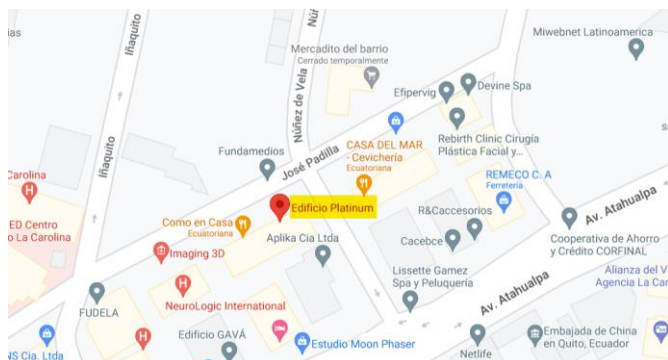 ias
Iñaquito
Núñez de Vela
Núñ
Miwebnet Latinoamerica
Mercadito del barrio
Cerrado temporalmente
Devine Spa
Efipervig
CASA DEL MAR
- Cevichería
Ecuatoriana
Rebirth Clinic Cirugía
Plástica Facial y...
Fundamedios
José Padilla
Iñaquito
Carolina
ED Centro
o La Carolina
REMECO C. A
Ferretería
Edificio Platinum
Como en Casa
Ecuatoriana
R&Caccesorios
Av. Atahualpa
Aplika Cia Ltda
Cacebce
Cooperativa de Ahorro
y Crédito CORFINAL
Imaging 3D
Lissette Gamez
Spa y Peluquería
Alianza del V
Agencia La Car
NeuroLogic International
Av. Atahualpa
FUDELA
Edificio GAVÁ
Estudio Moon Phaser
Embajada de China
en Quito, Ecuador
NS Cia. Ltda
Netlife